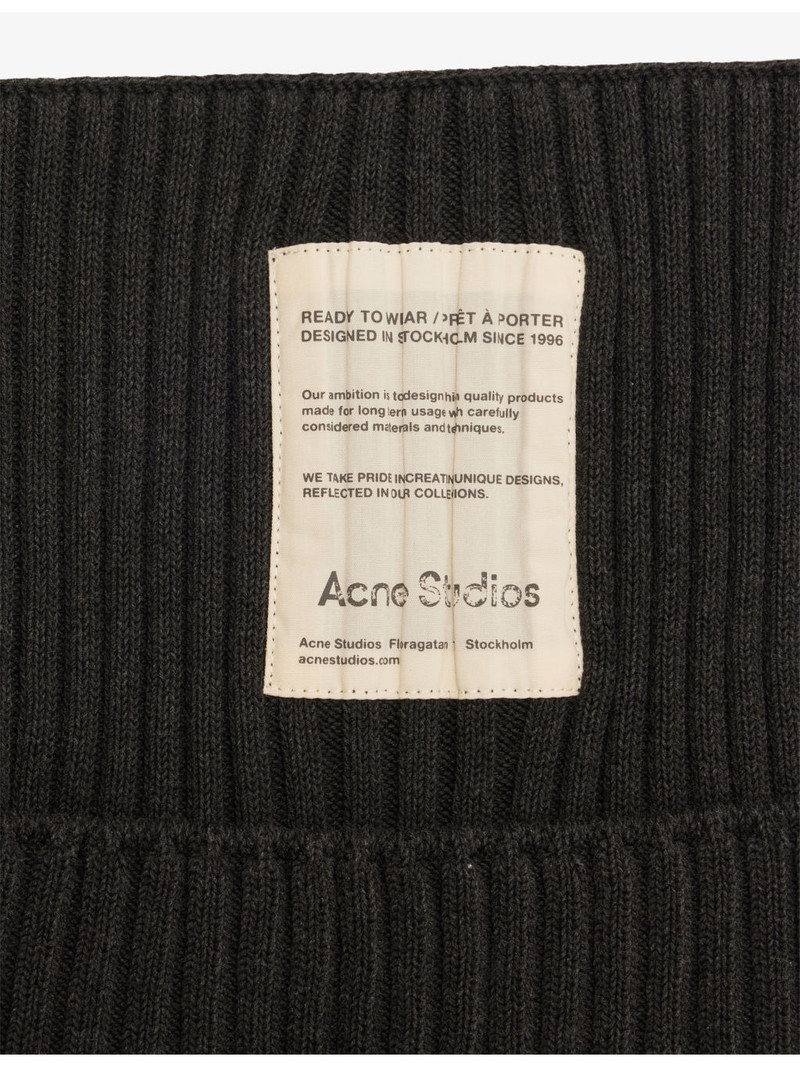 READY TO WEAR / PRÊT À PORTER
DESIGNED IN STOCKHOLM SINCE 1996
Our ambition is to design high quality products
made for long term usage with carefully
considered materials and techniques.
WE TAKE PRIDE IN CREATING UNIQUE DESIGNS,
REFLECTED IN OUR COLLECTIONS.
Acne Studios
Acne Studios Floragatan Stockholm
acnestudios.com